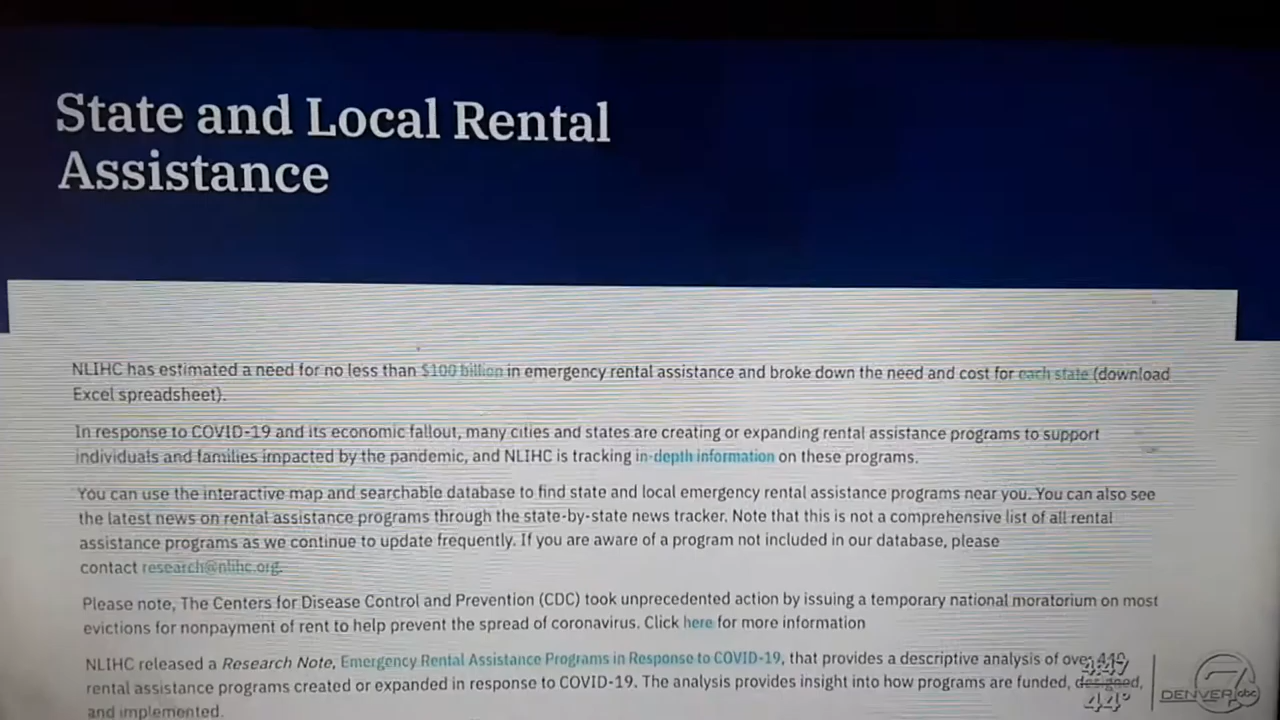 State and Local Rental
Assistance
NLIHC has estimated a need for no less than $100 billion in emergency rental assistance and broke down the need and cost for each state (download
Excel spreadsheet).
In response to COVID-19 and its economic fallout, many cities and states are creating or expanding rental assistance programs to support
individuals and families impacted by the pandemic, and NLIHC is tracking in-depth information on these programs.
You can use the interactive map and searchable database to find state and local emergency rental assistance programs near you. You can also see
the latest news on rental assistance programs through the state-by-state news tracker. Note that this is not a comprehensive list of all rental
assistance programs as we continue to update frequently. If you are aware of a program not included in our database, please
contact research@nlihc.org.
Please note, The Centers for Disease Control and Prevention (CDC) took unprecedented action by issuing a temporary national moratorium on most
evictions for nonpayment of rent to help prevent the spread of coronavirus. Click here for more information
NLIHC released a Research Note, Emergency Rental Assistance Programs in Response to COVID-19, that provides a descriptive analysis of over
rental assistance programs created or expanded in response to COVID-19. The analysis provides insight into how programs are funded, designed,
and implemented.
4:47
44°
DENVER 7 abc